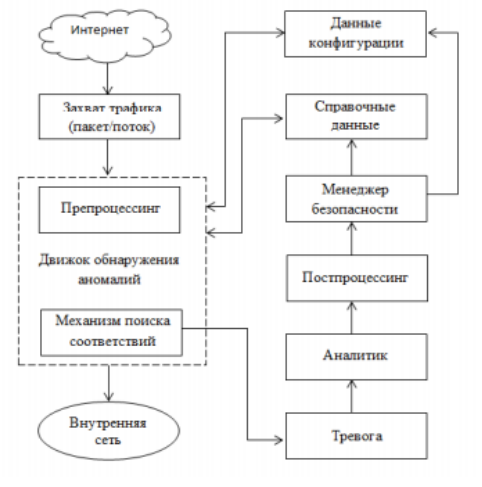 Интернет
Захват трафика
(пакет/поток)
Препроцессинг
Движок обнаружения
аномалий
Механизм поиска
соответствий
Внутренняя
сеть
Данные
конфигурации
Справочные
данные
Менеджер
безопасности
Постпроцессинг
Аналитик
Тревога